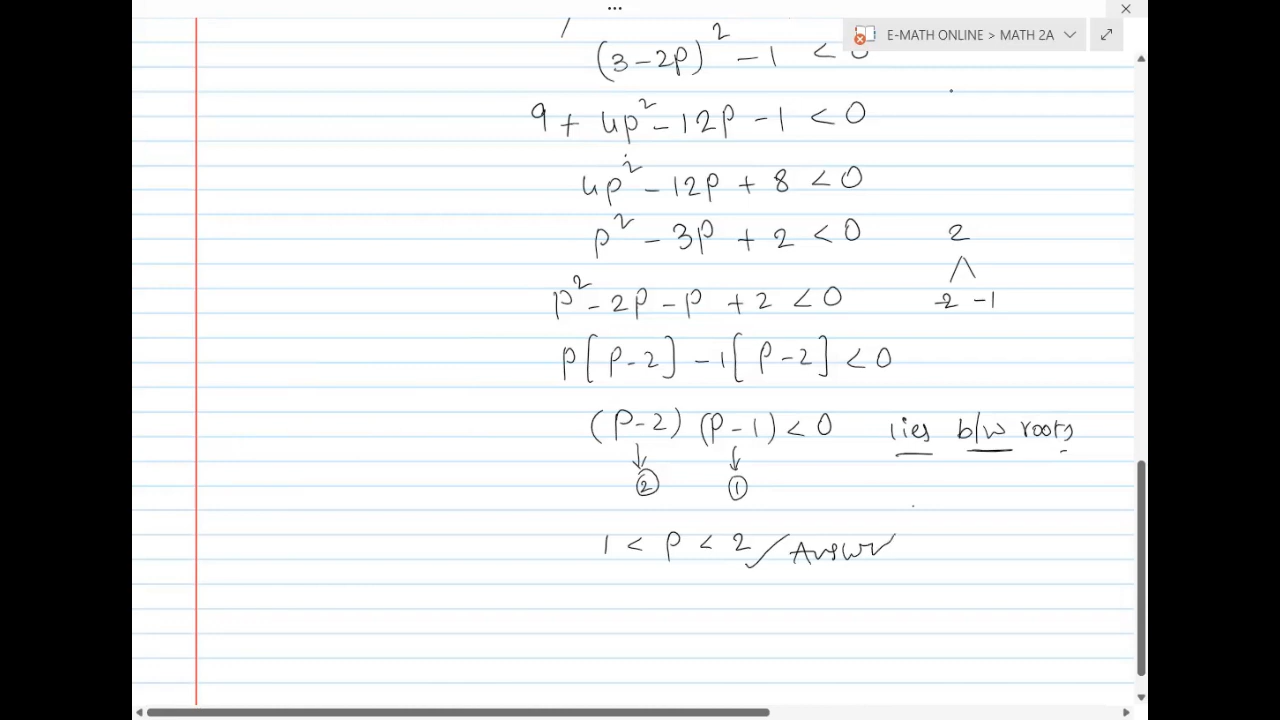 ...
E-MATH ONLINE > MATH 2A
(3-2p)² - 1 < 0
9 + 4p² - 12p - 1 < 0
4p² - 12p + 8 < 0
p² - 3p + 2 < 0
2
-2 -1
p² - 2p - p + 2 < 0
p[p-2] -1[p-2] < 0
(p-2) (p-1) < 0 lies b/w roots
② ①
1 < p < 2 Answer